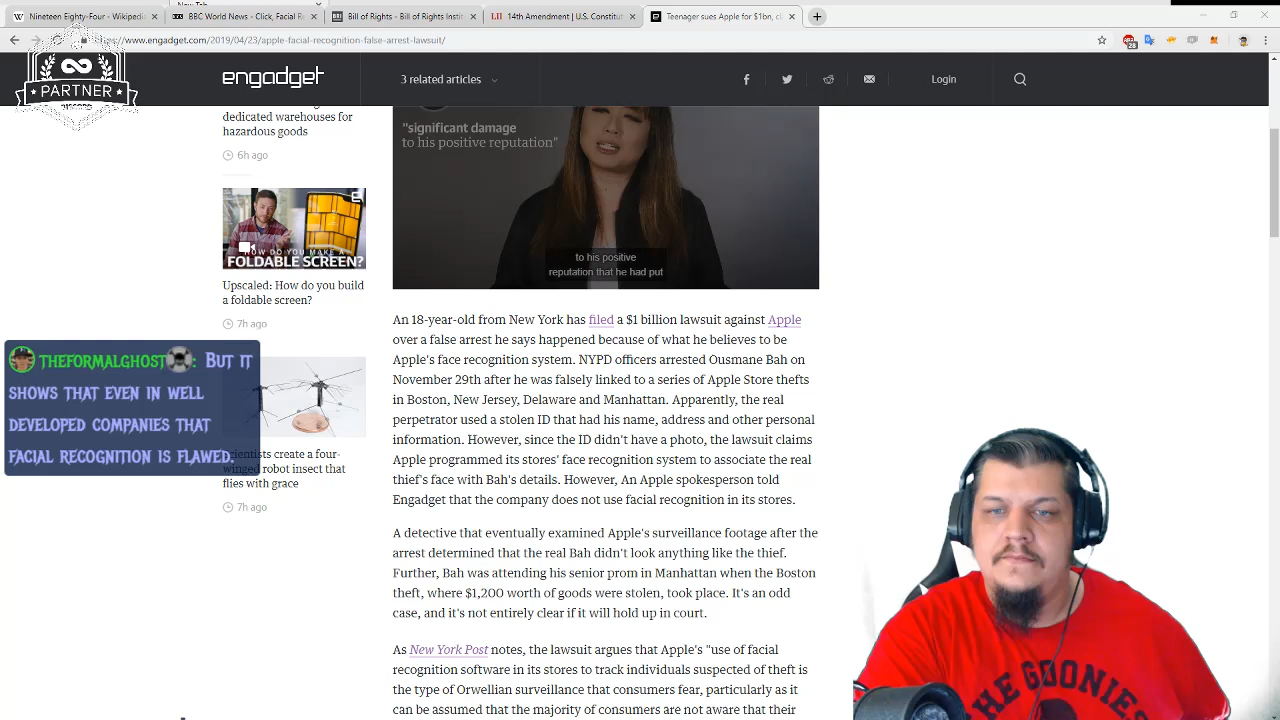 Nineteen Eighty-Four - Wikipedi
BBC World News - Click, Facial Re
Bill of Rights - Bill of Rights Insti
14th Amendment | U.S. Constitut
Teenager sues Apple for $1bn, cl
www.engadget.com/2019/04/23/apple-facial-recognition-false-arrest-lawsuit/
28
PARTNER
engadget
3 related articles
Login
dedicated warehouses for
hazardous goods
6h ago
HOW DO YOU MAKE A
FOLDABLE SCREEN?
Upscaled: How do you build
a foldable screen?
7h ago
THEFORMALGHOST: BUT IT
SHOWS THAT EVEN IN WELL
DEVELOPED COMPANIES THAT
FACIAL RECOGNITION IS FLAWED.
Scientists create a four-
winged robot insect that
flies with grace
7h ago
"significant damage
to his positive reputation"
to his positive
reputation that he had put
An 18-year-old from New York has filed a $1 billion lawsuit against Apple
over a false arrest he says happened because of what he believes to be
Apple's face recognition system. NYPD officers arrested Ousmane Bah on
November 29th after he was falsely linked to a series of Apple Store thefts
in Boston, New Jersey, Delaware and Manhattan. Apparently, the real
perpetrator used a stolen ID that had his name, address and other personal
information. However, since the ID didn't have a photo, the lawsuit claims
Apple programmed its stores' face recognition system to associate the real
thief's face with Bah's details. However, An Apple spokesperson told
Engadget that the company does not use facial recognition in its stores.
A detective that eventually examined Apple's surveillance footage after the
arrest determined that the real Bah didn't look anything like the thief.
Further, Bah was attending his senior prom in Manhattan when the Boston
theft, where $1,200 worth of goods were stolen, took place. It's an odd
case, and it's not entirely clear if it will hold up in court.
As New York Post notes, the lawsuit argues that Apple's "use of facial
recognition software in its stores to track individuals suspected of theft is
the type of Orwellian surveillance that consumers fear, particularly as it
can be assumed that the majority of consumers are not aware that their
THE GOONIES